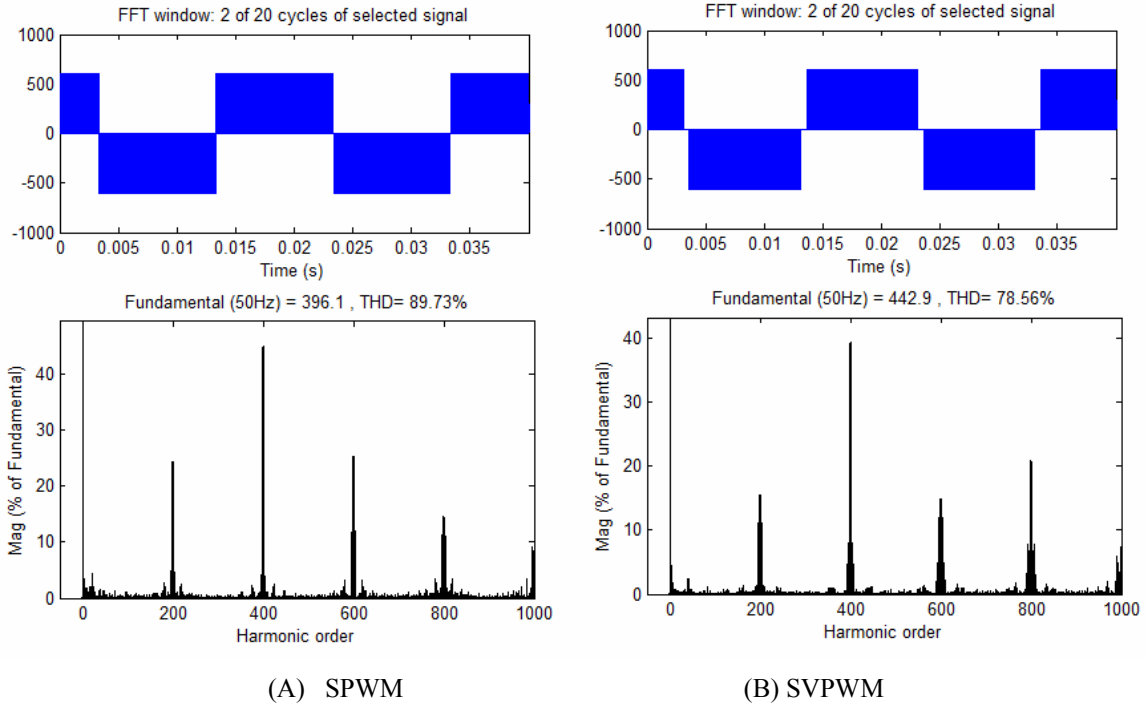 FFT window: 2 of 20 cycles of selected signal
1000
500
0
-500
-1000
0 0.005 0.01 0.015 0.02 0.025 0.03 0.035
Time (s)
Fundamental (50Hz) = 396.1 , THD= 89.73%
Mag (% of Fundamental)
40
30
20
10
0
0 200 400 600 800 1000
Harmonic order
(A) SPWM
FFT window: 2 of 20 cycles of selected signal
1000
500
0
-500
-1000
0 0.005 0.01 0.015 0.02 0.025 0.03 0.035
Time (s)
Fundamental (50Hz) = 442.9 , THD= 78.56%
Mag (% of Fundamental)
40
30
20
10
0
0 200 400 600 800 1000
Harmonic order
(B) SVPWM